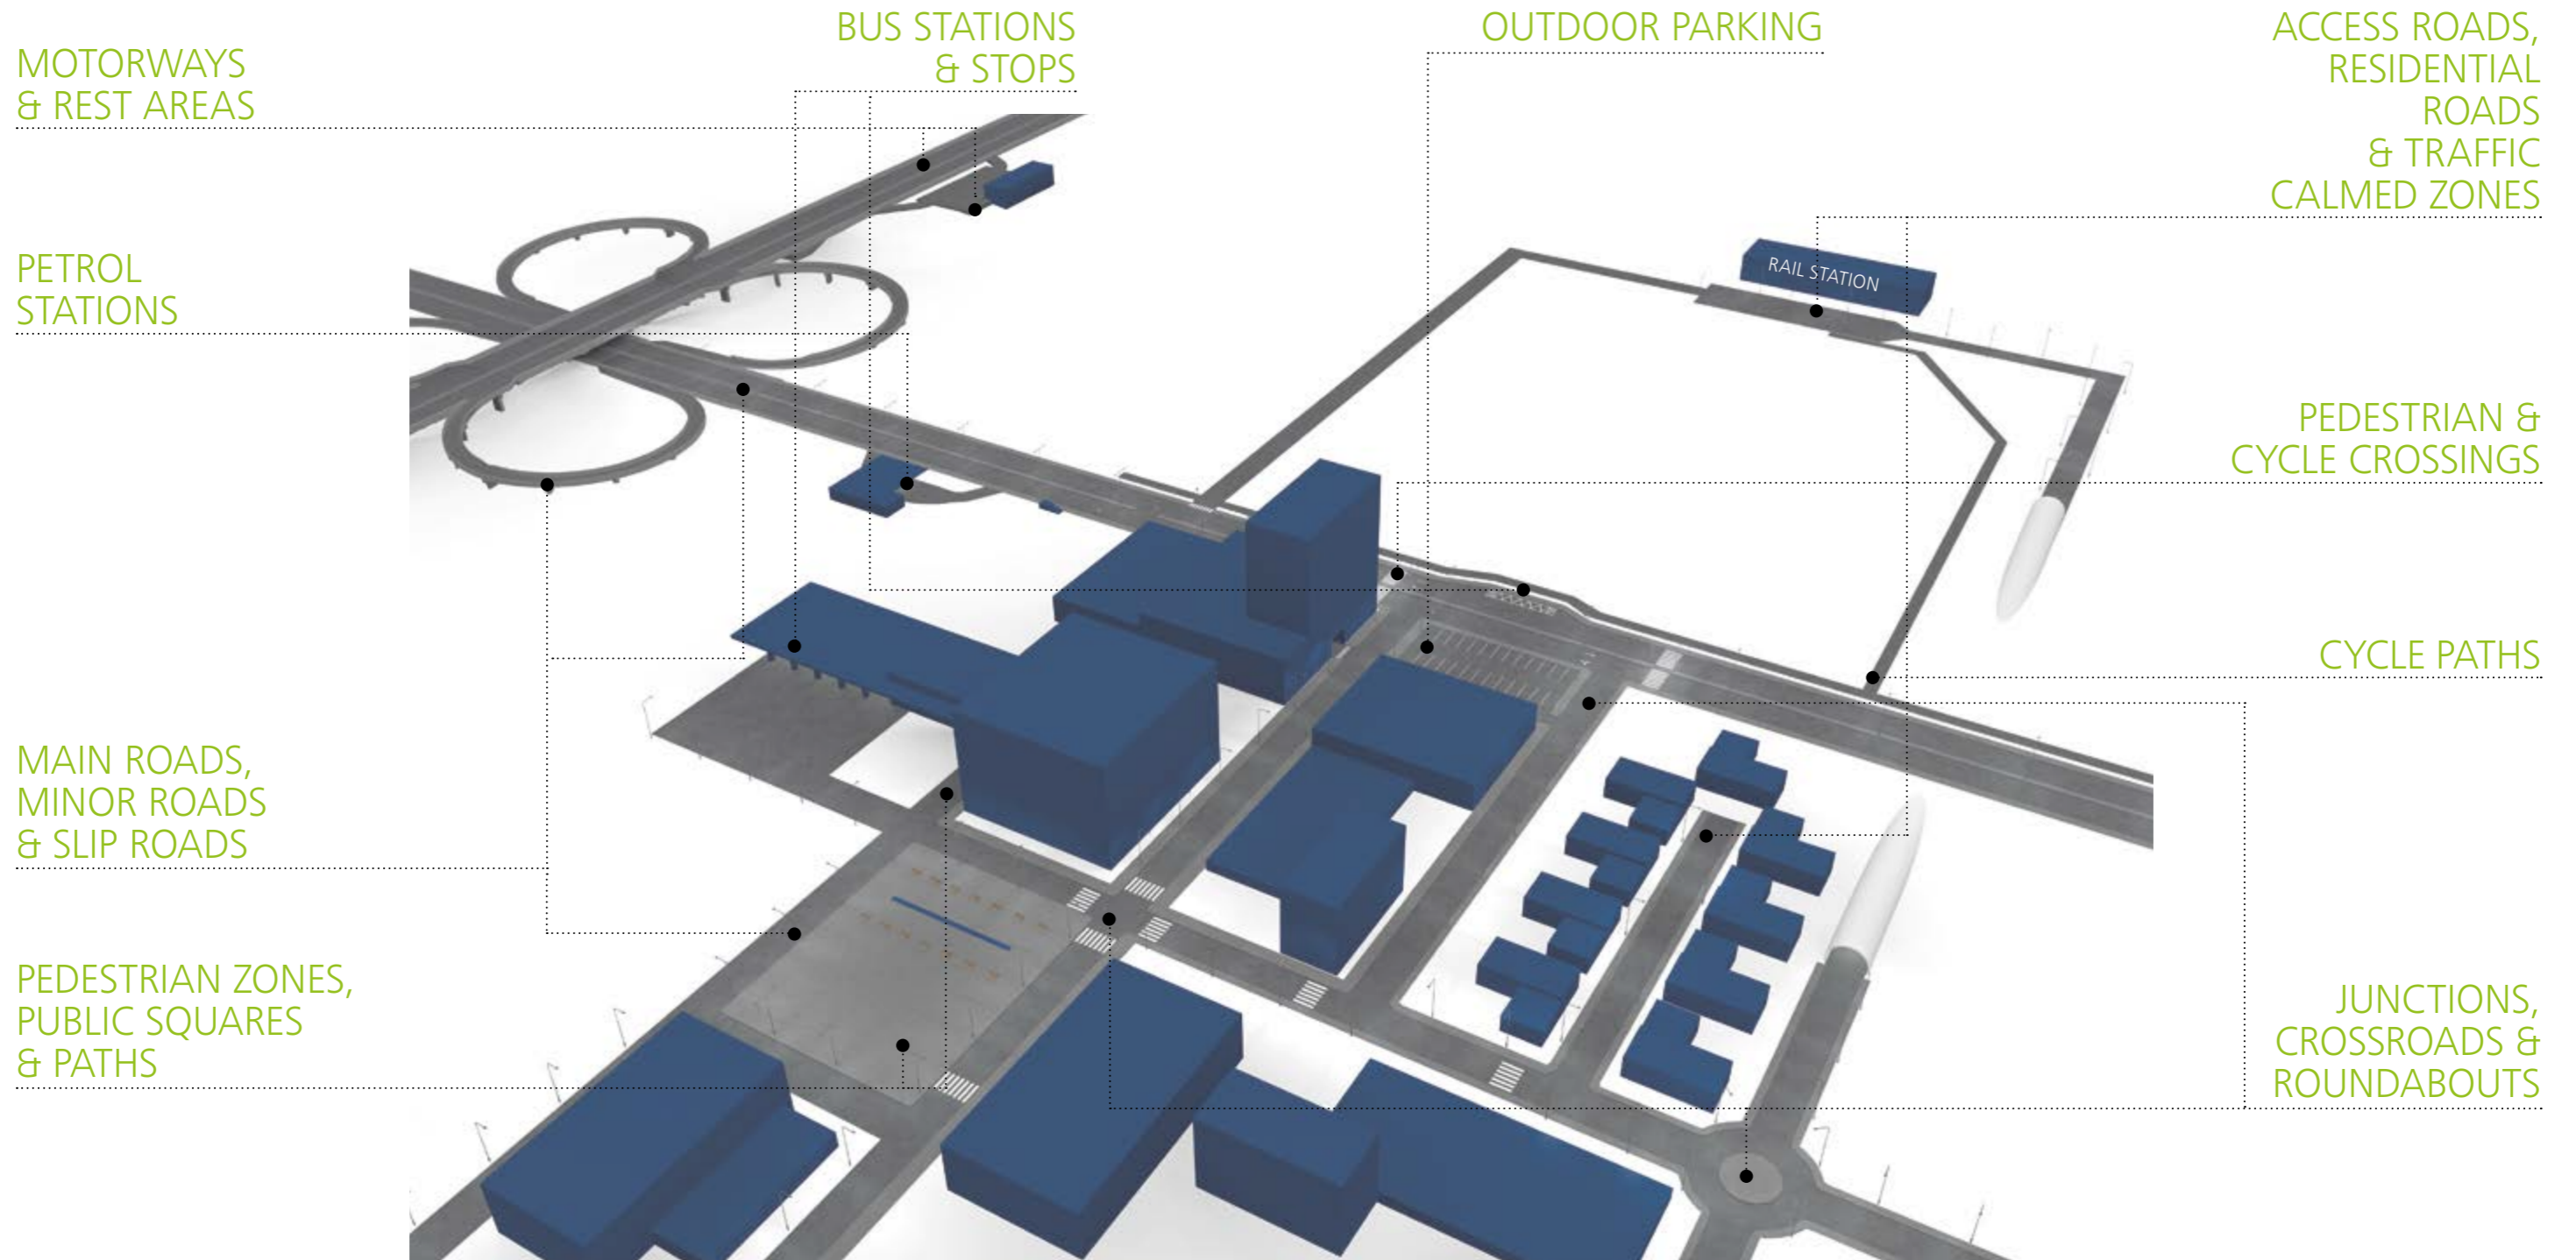 MOTORWAYS
& REST AREAS
BUS STATIONS
& STOPS
OUTDOOR PARKING
ACCESS ROADS,
RESIDENTIAL
ROADS
& TRAFFIC
CALMED ZONES
PETROL
STATIONS
RAIL STATION
PEDESTRIAN &
CYCLE CROSSINGS
CYCLE PATHS
MAIN ROADS,
MINOR ROADS
& SLIP ROADS
PEDESTRIAN ZONES,
PUBLIC SQUARES
& PATHS
JUNCTIONS,
CROSSROADS &
ROUNDABOUTS